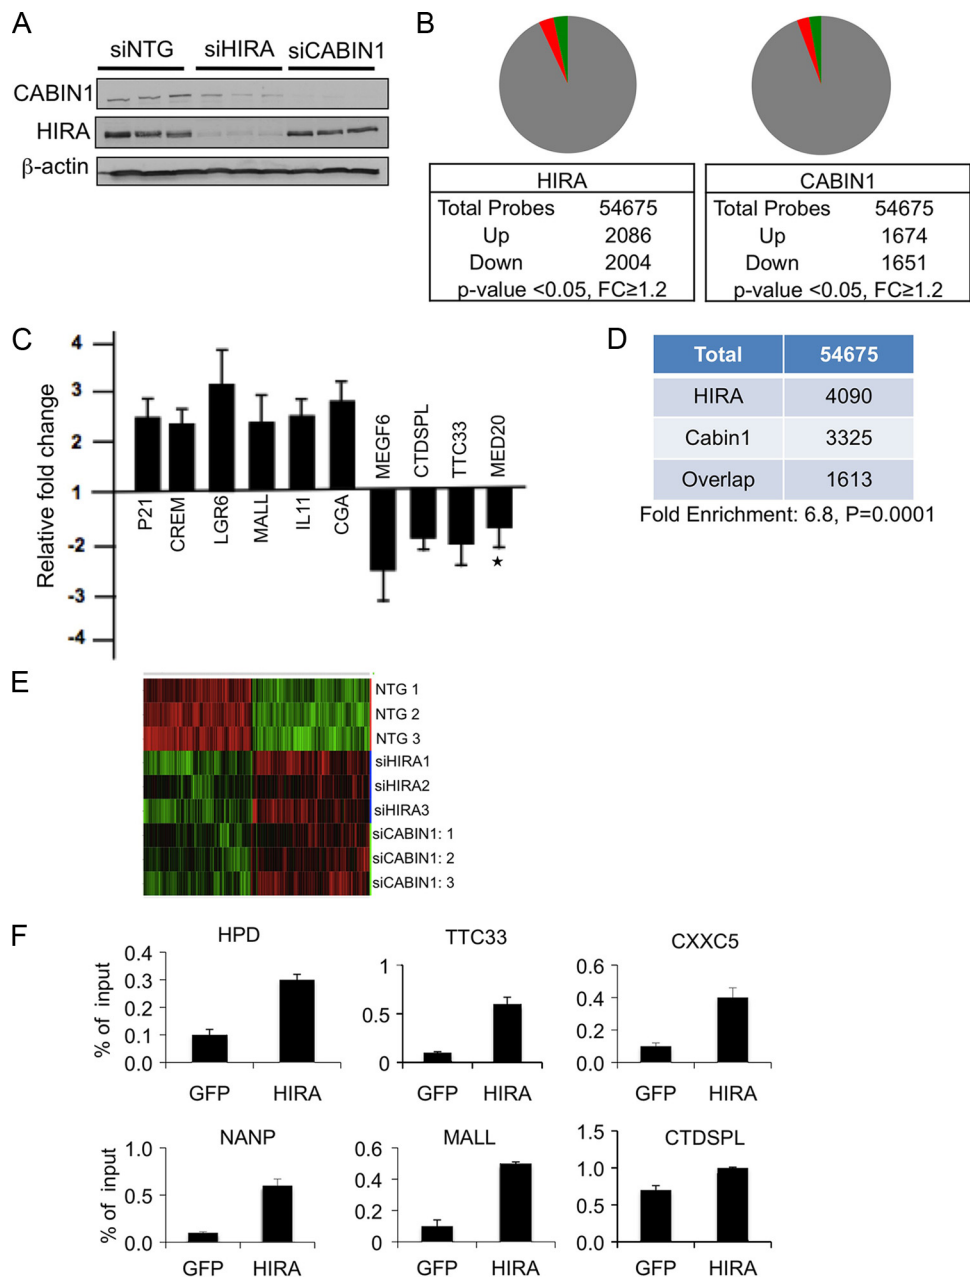 A
siNTG siHIRA siCABIN1
CABIN1
HIRA
β-actin
B
HIRA
Total Probes 54675
Up 2086
Down 2004
p-value <0.05, FC≥1.2
CABIN1
Total Probes 54675
Up 1674
Down 1651
p-value <0.05, FC≥1.2
C
Relative fold change
4
3
2
1
-2
-3
-4
P21
CREM
LGR6
MALL
IL11
CGA
MEGF6
CTDSPL
TTC33
MED20
★
D
Total 54675
HIRA 4090
Cabin1 3325
Overlap 1613
Fold Enrichment: 6.8, P=0.0001
E
NTG 1
NTG 2
NTG 3
siHIRA1
siHIRA2
siHIRA3
siCABIN1: 1
siCABIN1: 2
siCABIN1: 3
F
HPD
% of input
0.4
0.3
0.2
0.1
0.0
GFP HIRA
TTC33
1
0.5
0
GFP HIRA
CXXC5
0.6
0.4
0.2
0.0
GFP HIRA
NANP
% of input
1.0
0.5
0.0
GFP HIRA
MALL
0.6
0.4
0.2
0
GFP HIRA
CTDSPL
1.5
1.0
0.5
0.0
GFP HIRA